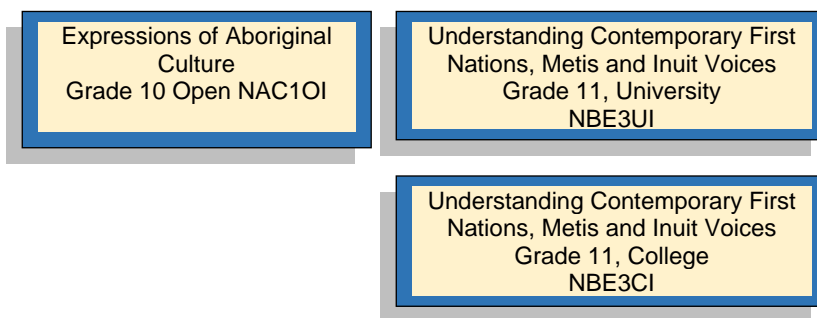 Expressions of Aboriginal
Culture
Grade 10 Open NAC1OI
Understanding Contemporary First
Nations, Metis and Inuit Voices
Grade 11, University
NBE3UI
Understanding Contemporary First
Nations, Metis and Inuit Voices
Grade 11, College
NBE3CI